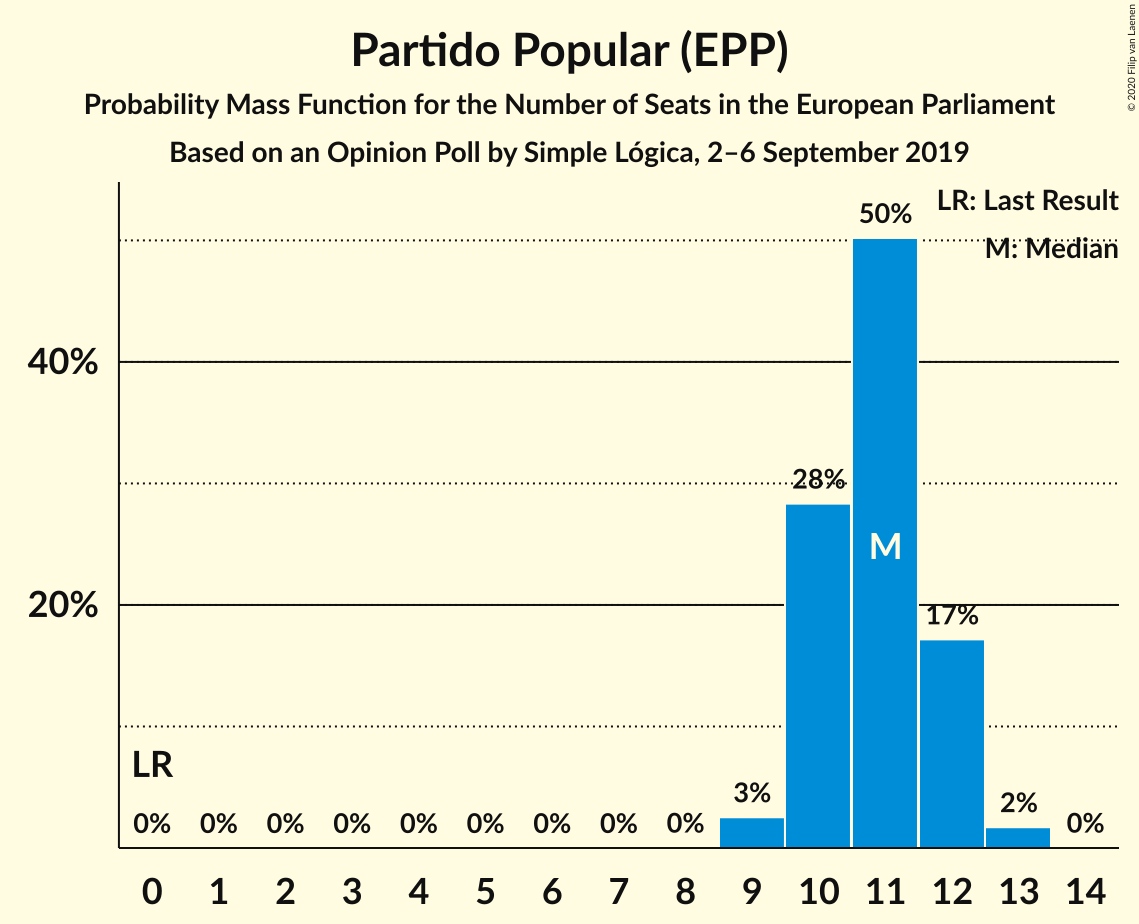 Partido Popular (EPP)
Probability Mass Function for the Number of Seats in the European Parliament
Based on an Opinion Poll by Simple Lógica, 2–6 September 2019
© 2020 Filip van Laenen
LR: Last Result
M: Median
50%
40%
28%
M
20%
17%
LR
0% 0% 0% 0% 0% 0% 0% 0% 0% 3% 2% 0%
0 1 2 3 4 5 6 7 8 9 10 11 12 13 14